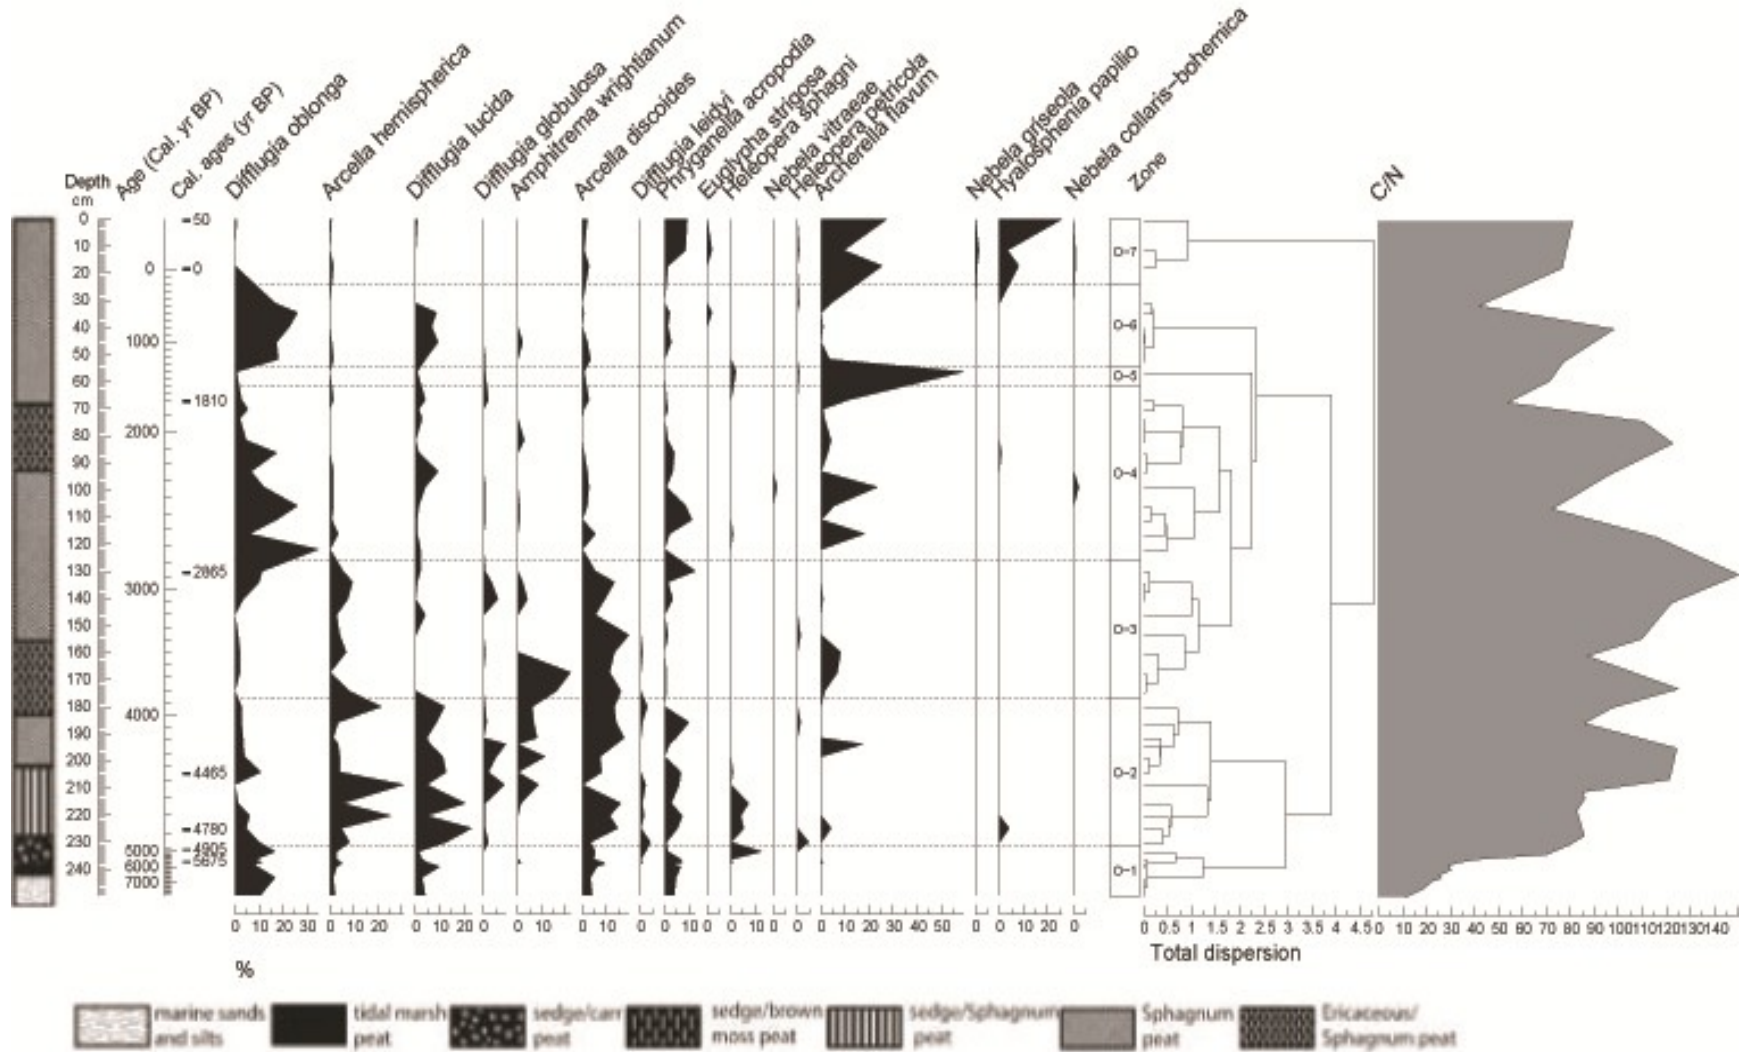 Depth
cm
Age (Cal. yr BP)
Cal. ages (yr BP)
Difflugia oblonga
Arcella hemispherica
Difflugia lucida
Difflugia globulosa
Amphitrema wrightianum
Arcella discoides
Difflugia leidyi
Phryganella acropodia
Euglypha strigosa
Heleopera sphagni
Nebela vitraeae
Heleopera petricola
Archerella flavum
Nebela griseola
Hyalosphenia papilio
Nebela collaris-bohemica
Zone
C/N
0
10
20
30
40
50
60
70
80
90
100
110
120
130
140
150
160
170
180
190
200
210
220
230
240
0
1000
2000
3000
4000
5000
6000
7000
-50
0
1810
2865
4465
4780
4905
5675
O-7
O-6
O-5
O-4
O-3
O-2
O-1
0 10 20 30 0 10 20 0 10 20 0 0 10 0 10 0 0 0 0 10 0 0 0 10 20 30 40 50 0 0 10 20 0 0 0.5 1 1.5 2 2.5 3 3.5 4 4.5 0 10 20 30 40 50 60 70 80 90 100 110 120 130 140
Total dispersion
%
marine sands and silts
tidal marsh peat
sedge/carr peat
sedge/brown moss peat
sedge/Sphagnum peat
Sphagnum peat
Ericaceous/ Sphagnum peat